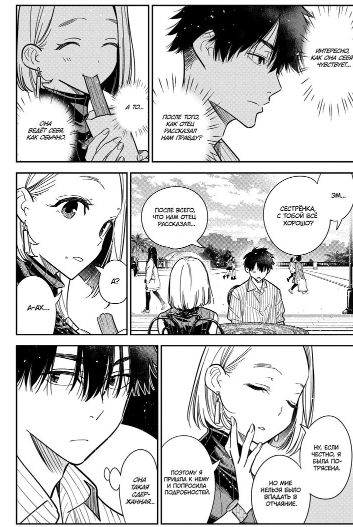 ИНТЕРЕСНО,
КАК ОНА СЕБЯ
ЧУВСТВУЕТ...
ПОСЛЕ ТОГО,
КАК ОТЕЦ
РАССКАЗАЛ
НАМ ПРАВДУ?
А ТО...
ОНА
ВЕДЁТ СЕБЯ,
КАК ОБЫЧНО.
ЭМ...
СЕСТРЁНКА,
С ТОБОЙ ВСЁ
ХОРОШО?
ПОСЛЕ ВСЕГО,
ЧТО НАМ ОТЕЦ
РАССКАЗАЛ...
А?
А-АХ...
НУ, ЕСЛИ
ЧЕСТНО, Я
БЫЛА ПО-
ТРЯСЕНА.
НО МНЕ
НЕЛЬЗЯ БЫЛО
ВПАДАТЬ В
ОТЧАЯНИЕ.
ПОЭТОМУ Я
ПРИШЛА К НЕМУ
И ПОПРОСИЛА
ПОДРОБНОСТЕЙ.
ОНА
ТАКАЯ
СДЕР-
ЖАННАЯ...